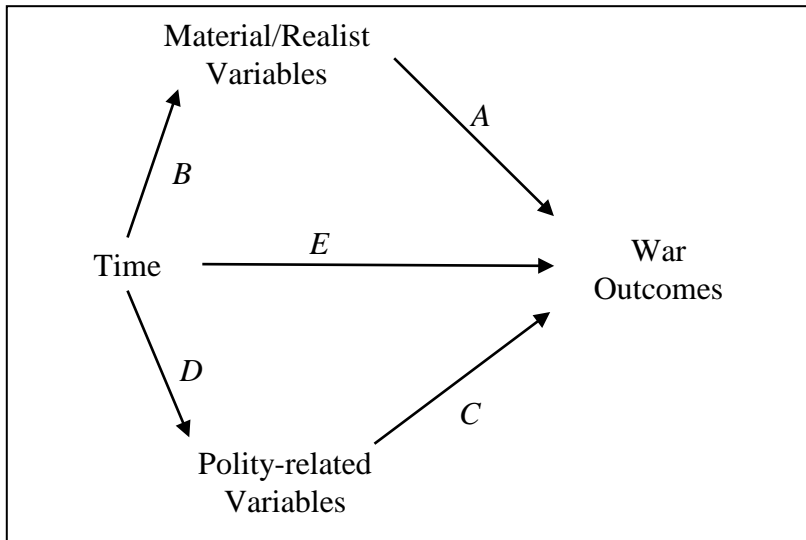 Material/Realist
Variables
A
B
E
Time
War
Outcomes
D
C
Polity-related
Variables